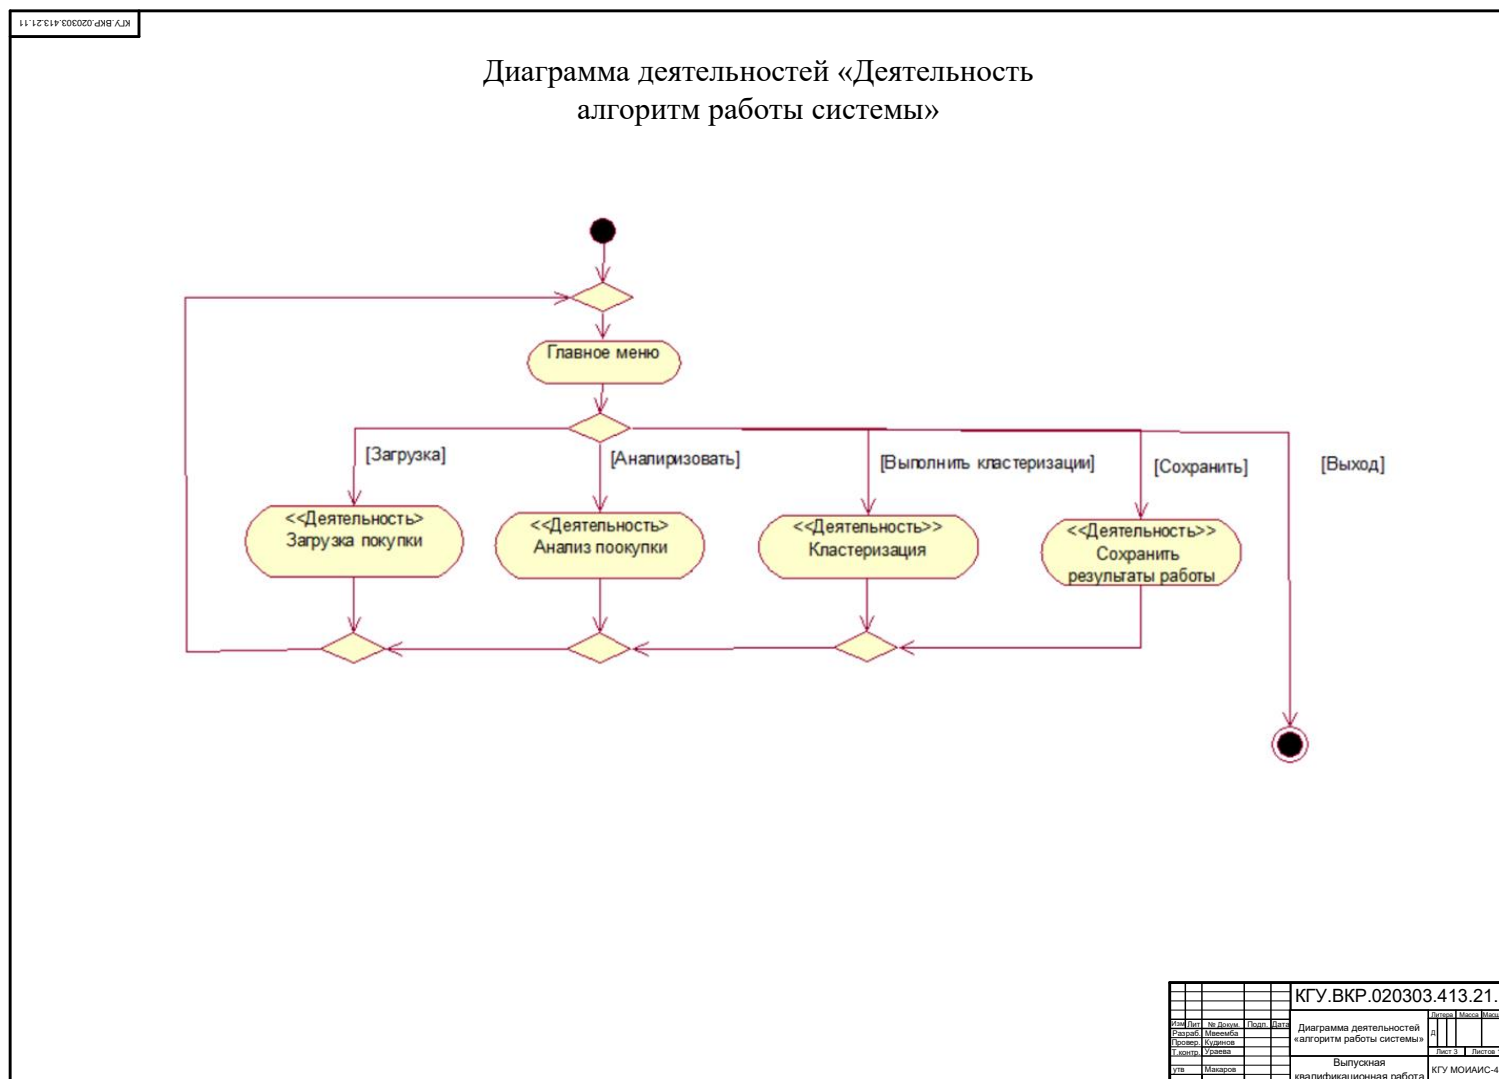 КГУ.ВКР.020303.413.21.11
Диаграмма деятельностей «Деятельность
алгоритм работы системы»
Главное меню
[Загрузка]
[Анапиризовать]
[Выполнить кластеризации]
[Сохранить]
[Выход]
<<Деятельность>
Загрузка покупки
<<Деятельность>
Анализ поокупки
<<Деятельность>>
Кластеризация
<<Деятельность>>
Сохранить
результаты работы
КГУ.ВКР.020303.413.21.
Изм Лит № Докум. Подп. Дата
Разраб. Мвеемба
Провер. Кудинов
Т.контр. Ураева
утв Макаров
Диаграмма деятельностей
«алгоритм работы системы»
Литера Масса
Д
Лист 3 Листов
Выпускная
квалификационная работа
КГУ МОИАИС-4